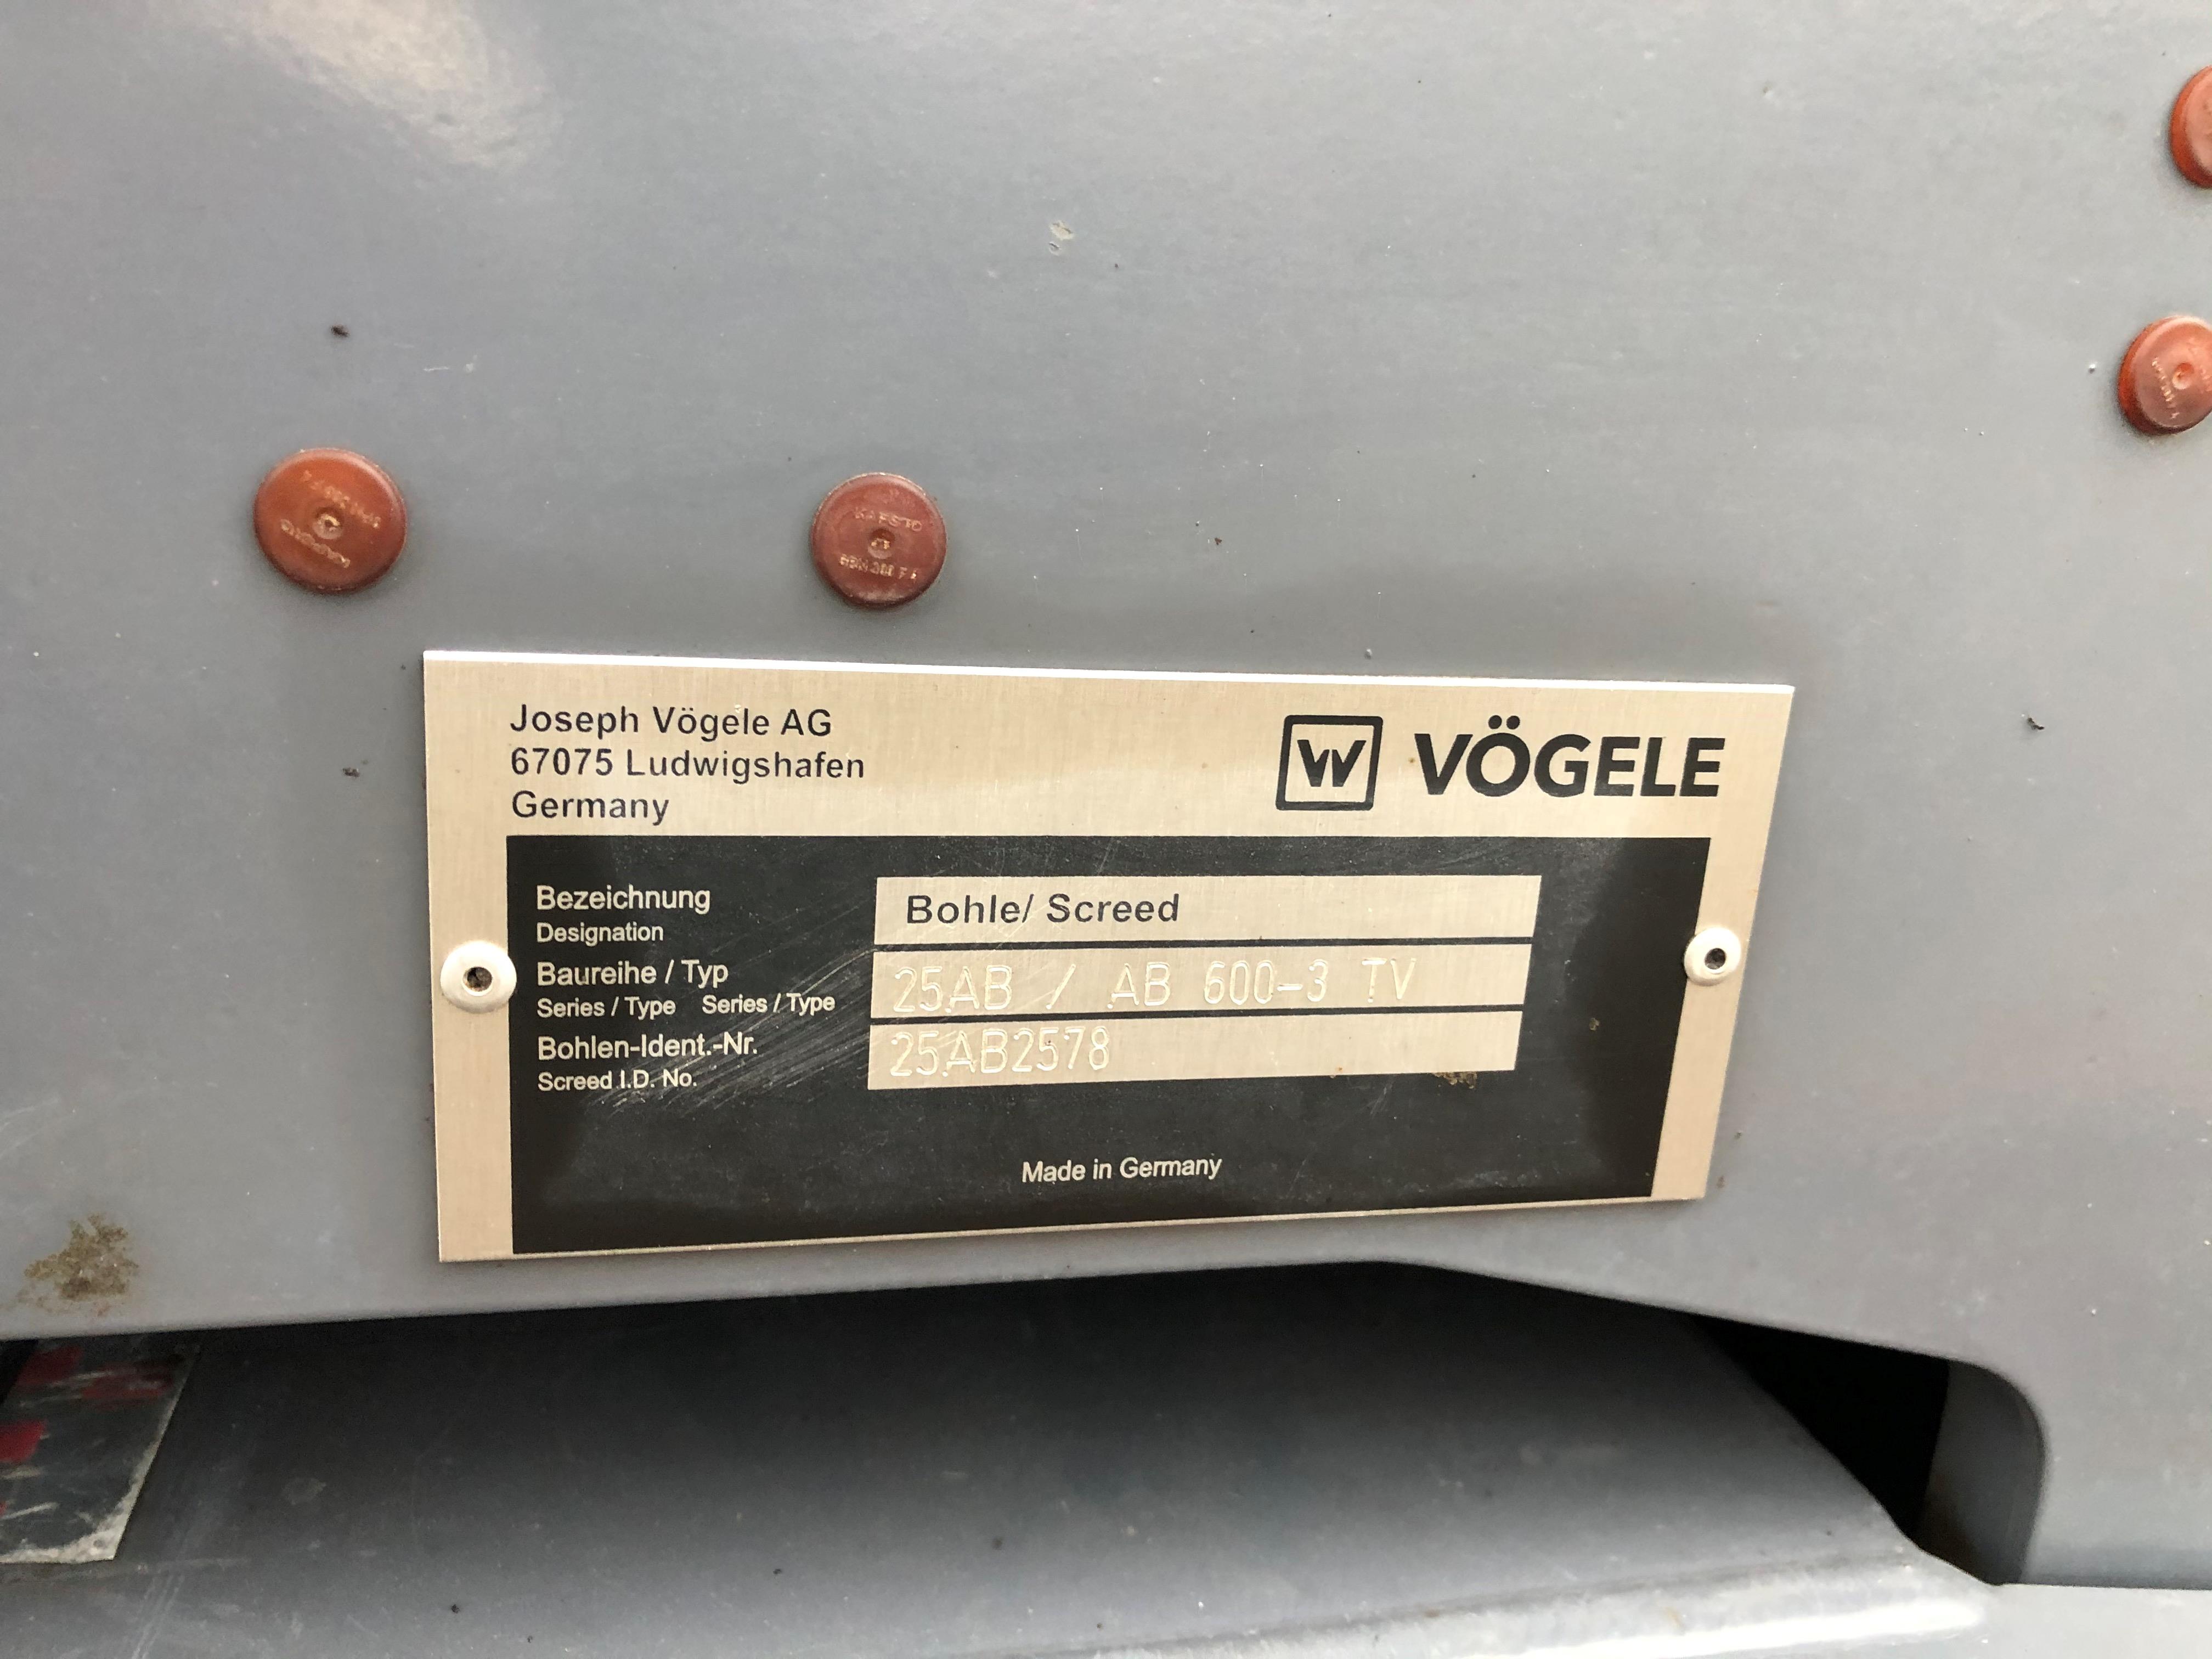 KAPSTO
Joseph Vögele AG
67075 Ludwigshafen
Germany
VÖGELE
Bezeichnung
Designation
Bohle/ Screed
Baureihe / Typ
Series / Type Series / Type
25AB / AB 600-3 TV
Bohlen-Ident.-Nr.
Screed I.D. No.
25AB2578
Made in Germany